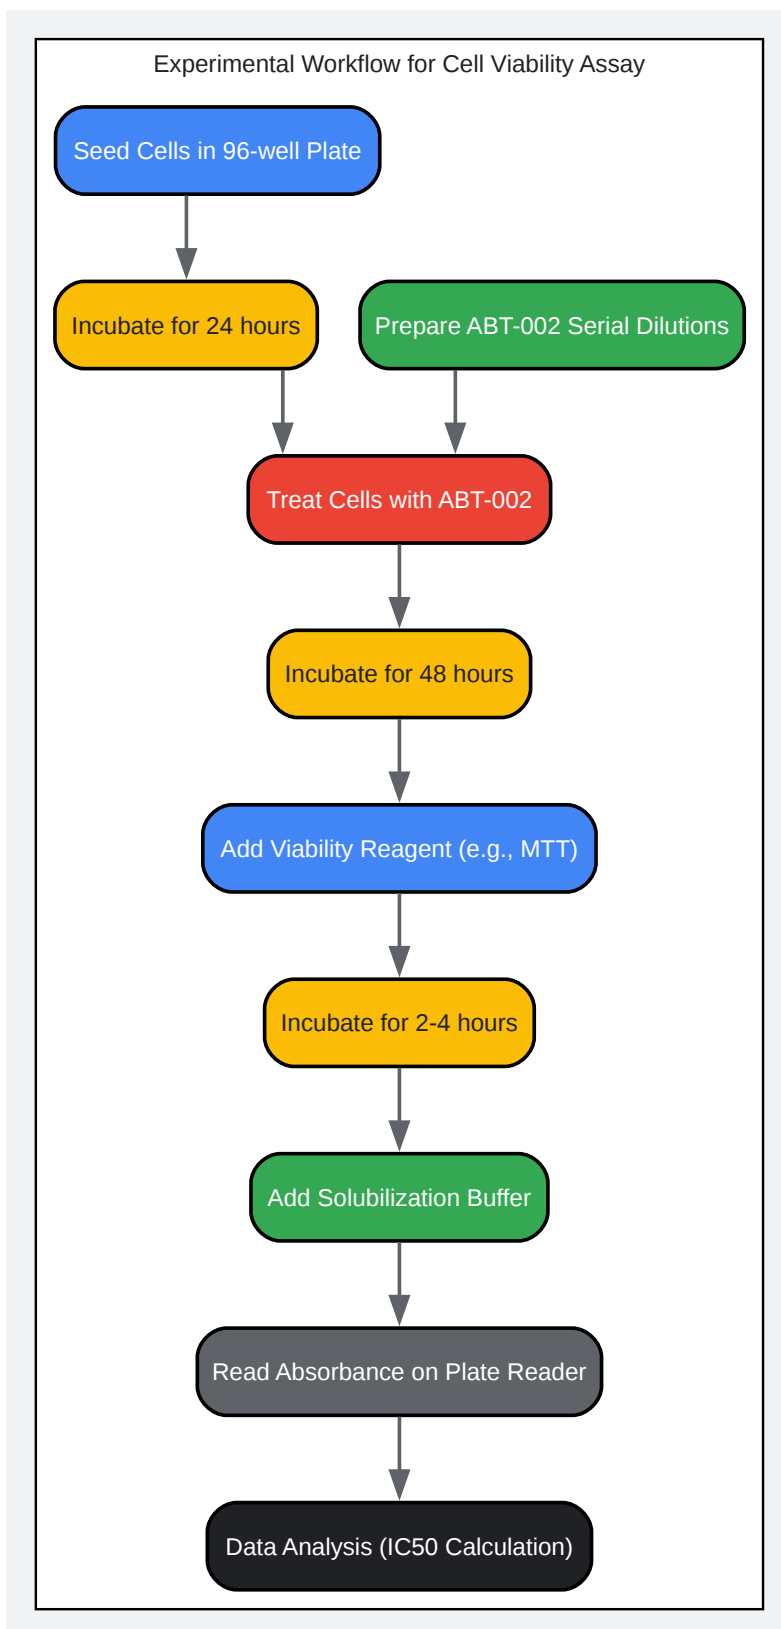 Experimental Workflow for Cell Viability Assay
Seed Cells in 96-well Plate
Incubate for 24 hours
Prepare ABT-002 Serial Dilutions
Treat Cells with ABT-002
Incubate for 48 hours
Add Viability Reagent (e.g., MTT)
Incubate for 2-4 hours
Add Solubilization Buffer
Read Absorbance on Plate Reader
Data Analysis (IC50 Calculation)